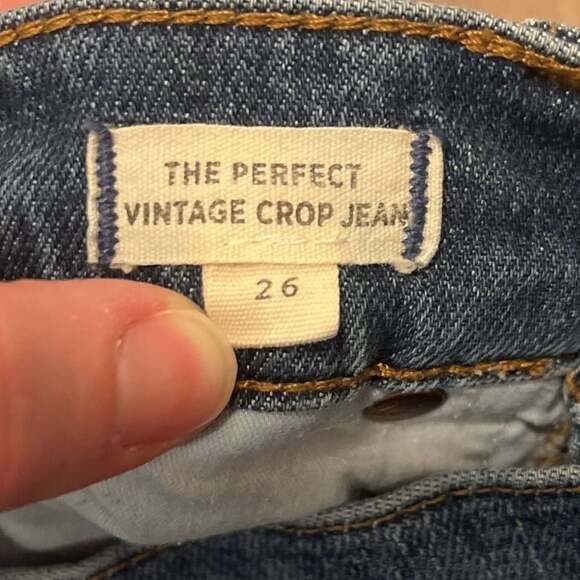 THE PERFECT
VINTAGE CROP JEAN
26